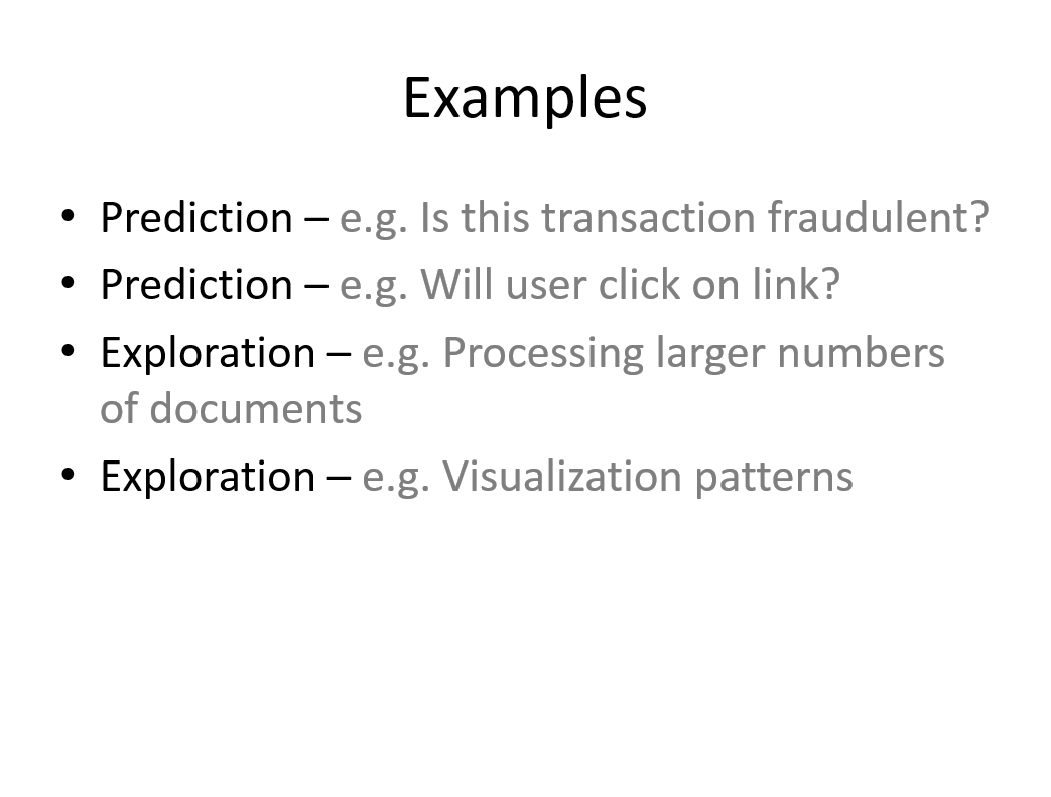 Examples
• Prediction – e.g. Is this transaction fraudulent?
• Prediction – e.g. Will user click on link?
• Exploration – e.g. Processing larger numbers
of documents
• Exploration – e.g. Visualization patterns